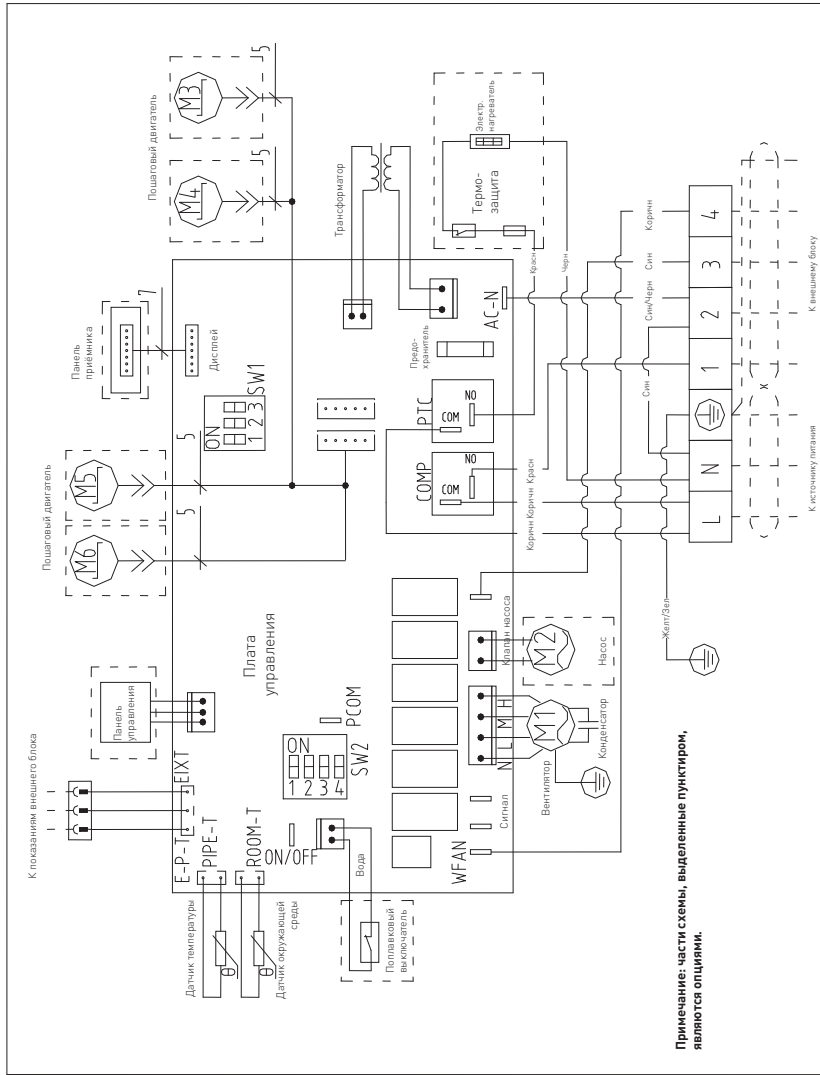 К показаниям внешнего блока
Панель
управления
Пошаговый двигатель
M6
M5
5
5
Панель
приёмника
7
Дисплей
Пошаговый двигатель
M4
M3
5
5
Датчик температуры
θ
Датчик окружающей
среды
θ
E-P-T
EIXT
PIPE-T
ROOM-T
ON/OFF
Вода
Поплавковый
выключатель
ON
1 2 3 4
SW2
PCOM
Плата
управления
ON
1 2 3
SW1
Трансформатор
WFAN
Сигнал
N L M H
M1
Вентилятор
Конденсатор
Клапан насоса
M2
Насос
COMP
COM
NO
PTC
COM
NO
Предо-
хранитель
AC-N
Термо-
защита
Электр.
нагреватель
Коричн
Коричн
Красн
Красн
Черн
Желт/Зел
Син
Син/Черн
Син
Коричн
L
N
1
2
3
4
К источнику питания
X
К внешнему блоку
Примечание: части схемы, выделенные пунктиром,
являются опциями.